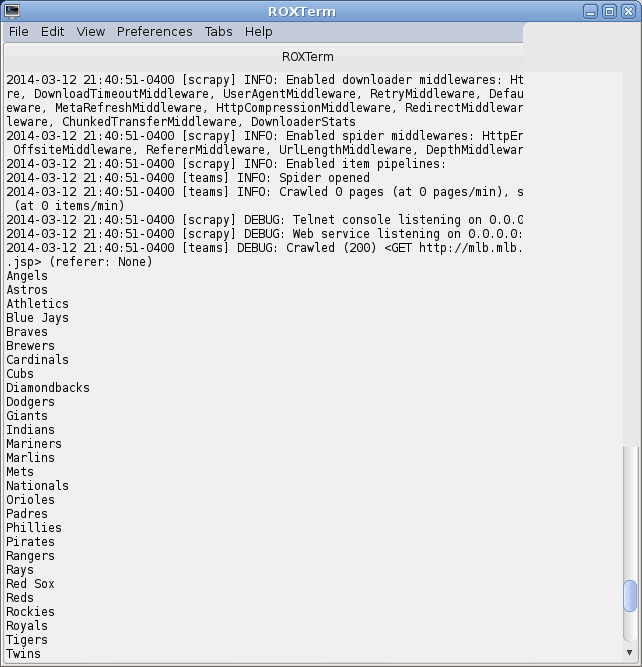 ROXTerm
File Edit View Preferences Tabs Help
ROXTerm
2014-03-12 21:40:51-0400 [scrapy] INFO: Enabled downloader middlewares: Ht
re, DownloadTimeoutMiddleware, UserAgentMiddleware, RetryMiddleware, Defau
eware, MetaRefreshMiddleware, HttpCompressionMiddleware, RedirectMiddlewar
leware, ChunkedTransferMiddleware, DownloaderStats
2014-03-12 21:40:51-0400 [scrapy] INFO: Enabled spider middlewares: HttpEr
OffsiteMiddleware, RefererMiddleware, UrlLengthMiddleware, DepthMiddlewar
2014-03-12 21:40:51-0400 [scrapy] INFO: Enabled item pipelines:
2014-03-12 21:40:51-0400 [teams] INFO: Spider opened
2014-03-12 21:40:51-0400 [teams] INFO: Crawled 0 pages (at 0 pages/min), s
(at 0 items/min)
2014-03-12 21:40:51-0400 [scrapy] DEBUG: Telnet console listening on 0.0.0
2014-03-12 21:40:51-0400 [scrapy] DEBUG: Web service listening on 0.0.0.0:
2014-03-12 21:40:51-0400 [teams] DEBUG: Crawled (200) <GET http://mlb.mlb.
.jsp> (referer: None)
Angels
Astros
Athletics
Blue Jays
Braves
Brewers
Cardinals
Cubs
Diamondbacks
Dodgers
Giants
Indians
Mariners
Marlins
Mets
Nationals
Orioles
Padres
Phillies
Pirates
Rangers
Rays
Red Sox
Reds
Rockies
Royals
Tigers
Twins